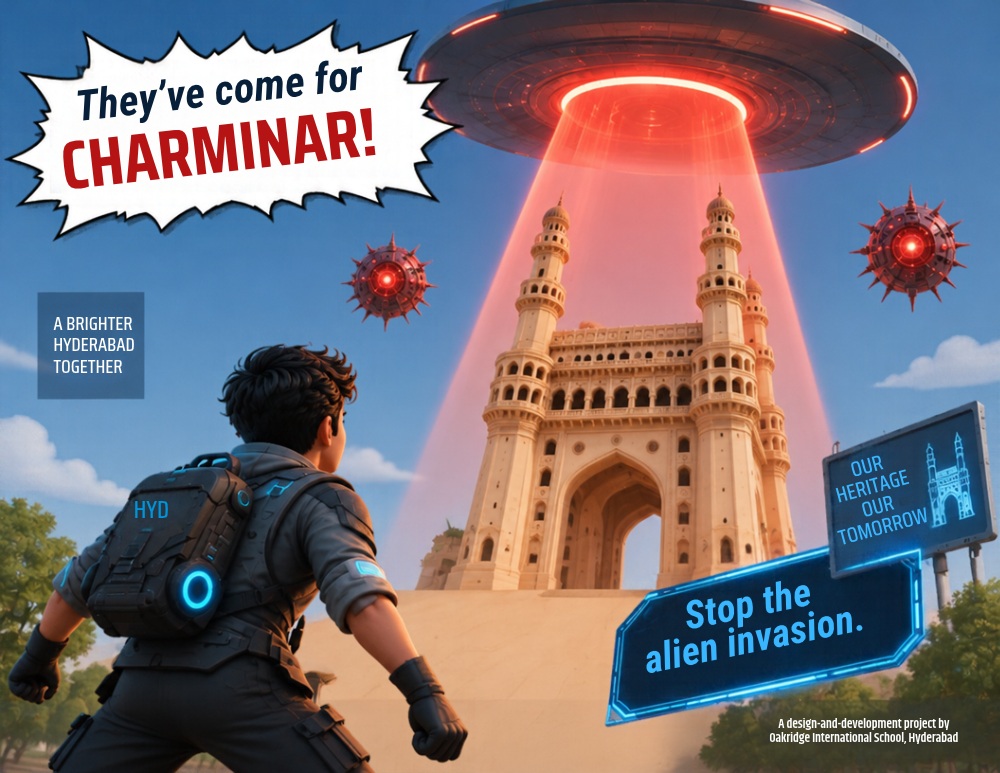 They’ve come for
CHARMINAR!
A BRIGHTER
HYDERABAD
TOGETHER
HYD
OUR
HERITAGE
OUR
TOMORROW
Stop the
alien invasion.
A design-and-development project by
Oakridge International School, Hyderabad